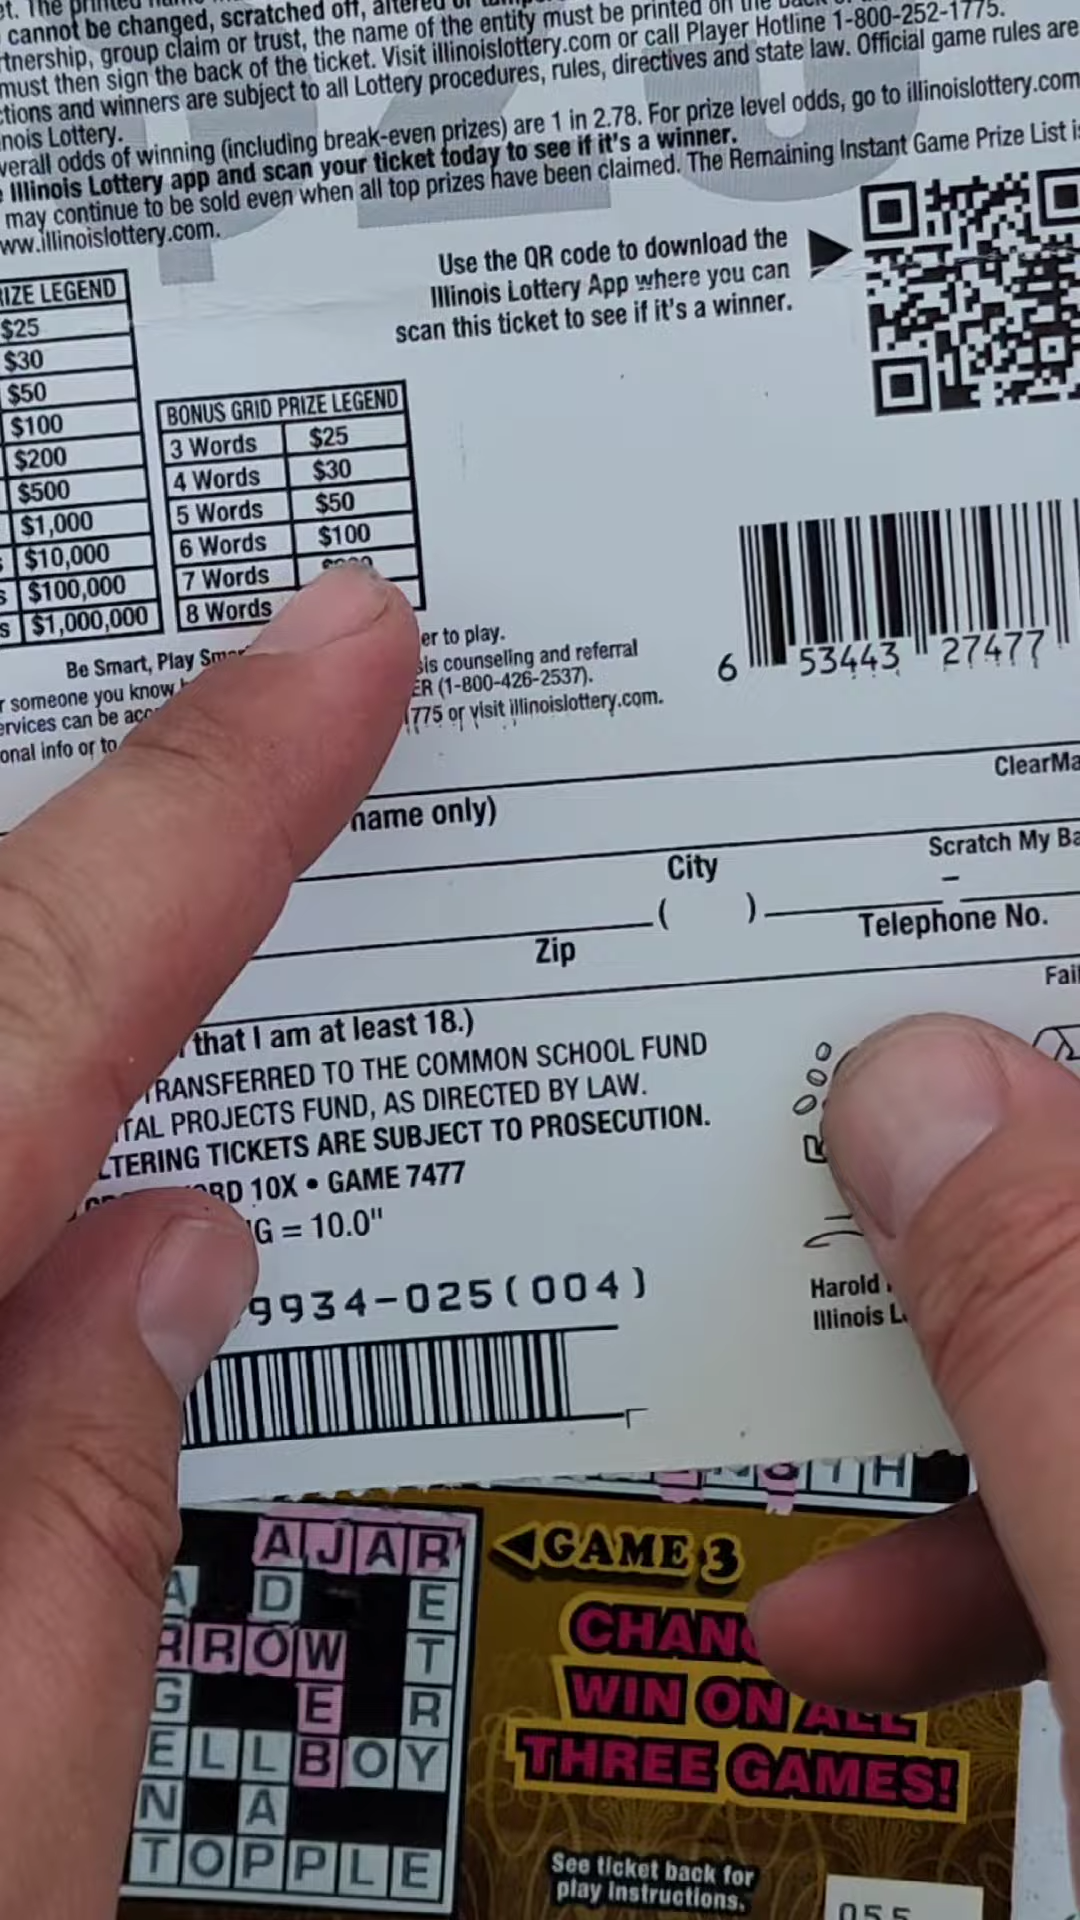 cannot be changed, scratched off, altered or
rtnership, group claim or trust, the name of the entity must be printed on the back
must then sign the back of the ticket. Visit illinoislottery.com or call Player Hotline 1-800-252-1775.
ctions and winners are subject to all Lottery procedures, rules, directives and state law. Official game rules are
nois Lottery.
verall odds of winning (including break-even prizes) are 1 in 2.78. For prize level odds, go to illinoislottery.com
e Illinois Lottery app and scan your ticket today to see if it's a winner.
may continue to be sold even when all top prizes have been claimed. The Remaining Instant Game Prize List i
ww.illinoislottery.com.
Use the QR code to download the
Illinois Lottery App where you can
scan this ticket to see if it's a winner.
RIZE LEGEND
$25
$30
$50
$100
$200
$500
$1,000
$10,000
s $100,000
s $1,000,000
BONUS GRID PRIZE LEGEND
3 Words $25
4 Words $30
5 Words $50
6 Words $100
7 Words
8 Words
6 53443 27477
Be Smart, Play Smar
er to play.
r someone you know
sis counseling and referral
ervices can be acc
ER (1-800-426-2537).
onal info or to
775 or visit illinoislottery.com.
ClearMa
name only)
Scratch My Ba
City
( ) –
Zip
Telephone No.
Fail
that I am at least 18.)
RANSFERRED TO THE COMMON SCHOOL FUND
ITAL PROJECTS FUND, AS DIRECTED BY LAW.
LTERING TICKETS ARE SUBJECT TO PROSECUTION.
RD 10X • GAME 7477
G = 10.0"
9934-025(004)
Harold
Illinois L
T H
AJAR
A D E
RROW T
G E R
ELLBOY
N A
TOPPLE
GAME 3
CHANC
WIN ON ALL
THREE GAMES!
See ticket back for
play instructions.
055